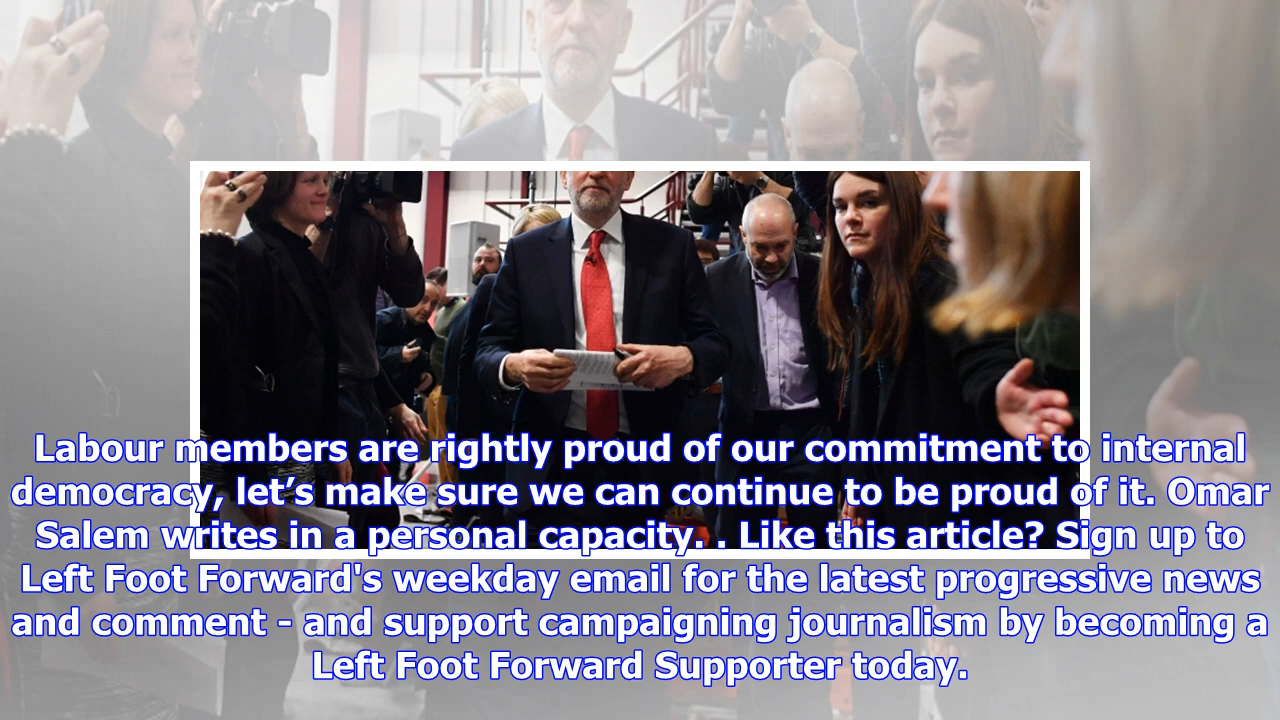 Labour members are rightly proud of our commitment to internal
democracy, let’s make sure we can continue to be proud of it. Omar
Salem writes in a personal capacity. . Like this article? Sign up to
Left Foot Forward's weekday email for the latest progressive news
and comment - and support campaigning journalism by becoming a
Left Foot Forward Supporter today.